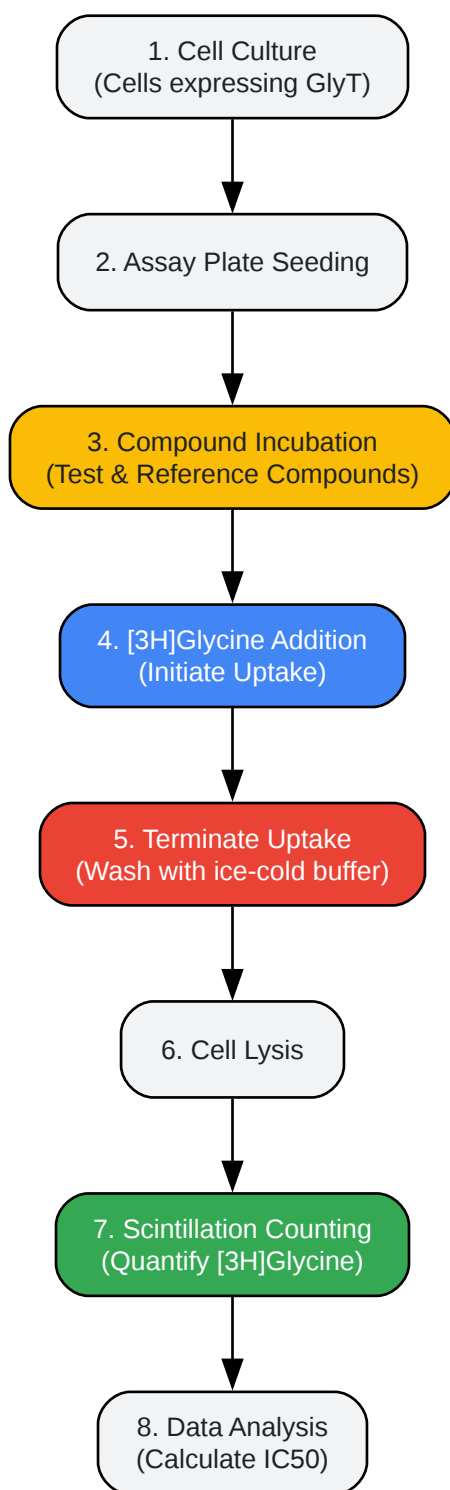 1. Cell Culture
(Cells expressing GlyT)
2. Assay Plate Seeding
3. Compound Incubation
(Test & Reference Compounds)
4. [3H]Glycine Addition
(Initiate Uptake)
5. Terminate Uptake
(Wash with ice-cold buffer)
6. Cell Lysis
7. Scintillation Counting
(Quantify [3H]Glycine)
8. Data Analysis
(Calculate IC50)